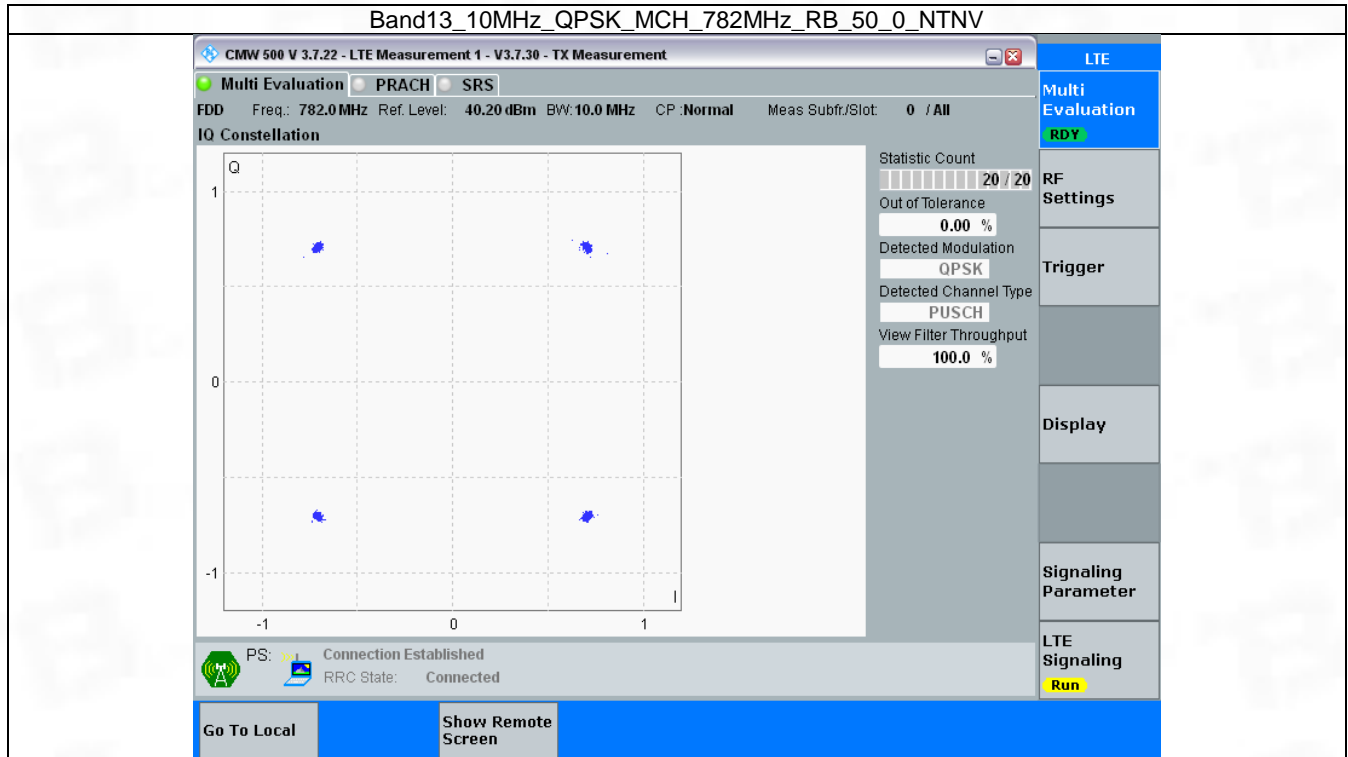 Band13_10MHz_QPSK_MCH_782MHz_RB_50_0_NTNV
CMW 500 V 3.7.22 - LTE Measurement 1 - V3.7.30 - TX Measurement
LTE
Multi Evaluation PRACH SRS
Multi
Evaluation
RDY
FDD Freq.: 782.0 MHz Ref. Level: 40.20 dBm BW: 10.0 MHz CP :Normal Meas Subfr./Slot: 0 / All
IQ Constellation
Q
1
0
-1
-1 0 1
I
Statistic Count
20 / 20
Out of Tolerance
0.00 %
Detected Modulation
QPSK
Detected Channel Type
PUSCH
View Filter Throughput
100.0 %
RF
Settings
Trigger
Display
Signaling
Parameter
LTE
Signaling
Run
PS: Connection Established
RRC State: Connected
Go To Local
Show Remote
Screen